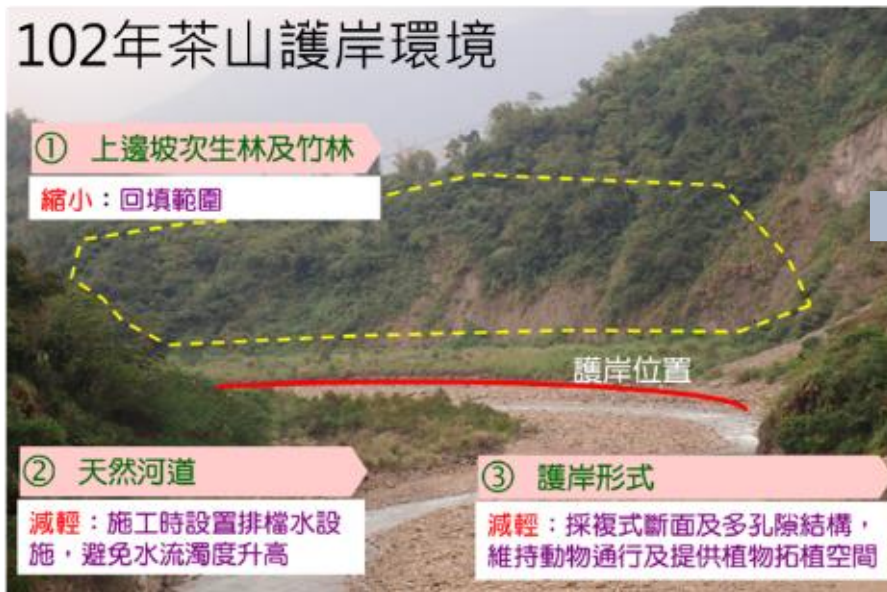 102年茶山護岸環境
① 上邊坡次生林及竹林
縮小：回填範圍
護岸位置
② 天然河道
減輕：施工時設置排檔水設
施，避免水流濁度升高
③ 護岸形式
減輕：採複式斷面及多孔隙結構，
維持動物通行及提供植物拓植空間